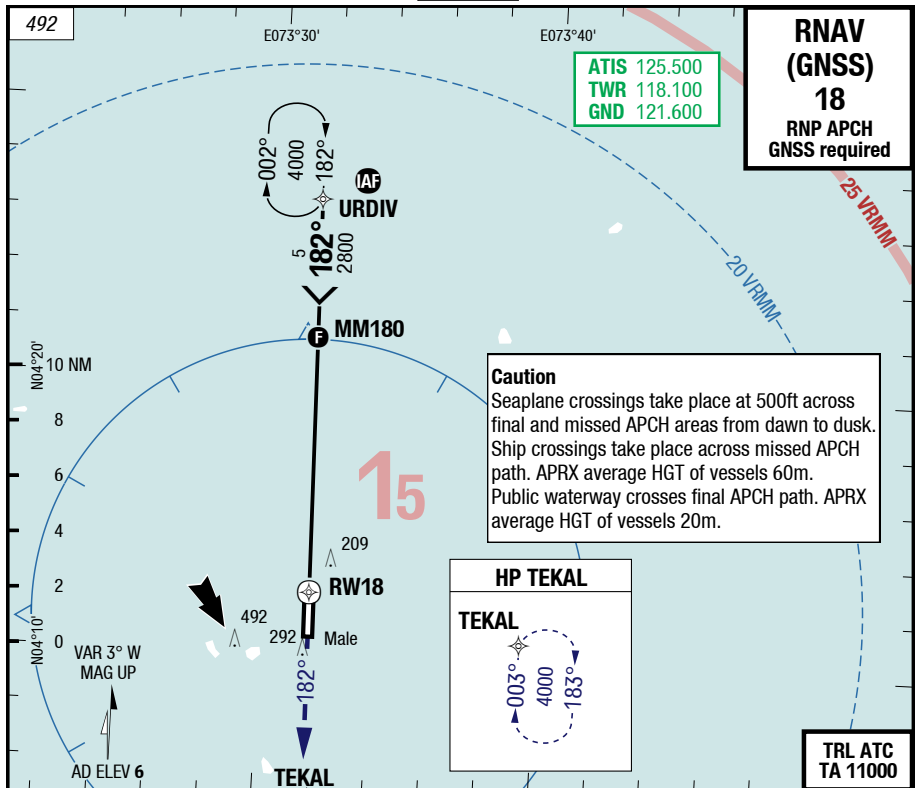 492
E073°30'
E073°40'
RNAV
(GNSS)
18
RNP APCH
GNSS required
ATIS 125.500
TWR 118.100
GND 121.600
002°
4000
182°
IAF
URDIV
5
182°
2800
25 VRMM
20 VRMM
F MM180
N04°20'
10 NM
8
6
4
2
0
N04°10'
Caution
Seaplane crossings take place at 500ft across
final and missed APCH areas from dawn to dusk.
Ship crossings take place across missed APCH
path. APRX average HGT of vessels 60m.
Public waterway crosses final APCH path. APRX
average HGT of vessels 20m.
15
209
RW18
492
292
Male
182°
TEKAL
VAR 3° W
MAG UP
AD ELEV 6
HP TEKAL
TEKAL
003°
4000
183°
TRL ATC
TA 11000